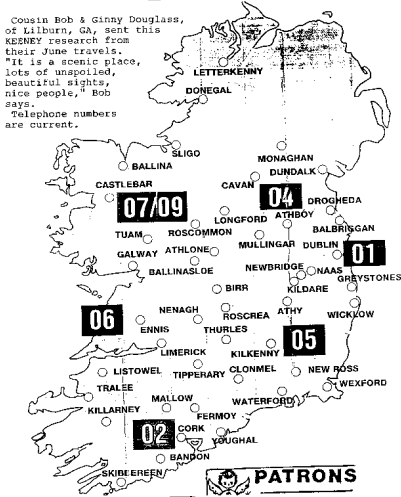 Cousin Bob & Ginny Douglass,
of Lilburn, GA, sent this
KEENEY research from
their June travels.
"It is a scenic place,
lots of unspoiled,
beautiful sights,
nice people," Bob
says.
Telephone numbers
are current.
LETTERKENNY
DONEGAL
SLIGO
MONAGHAN
BALLINA
DUNDALK
CASTLEBAR
CAVAN
04
07/09
DROGHEDA
LONGFORD
ATHBOY
ROSCOMMON
BALBRIGGAN
TUAM
MULLINGAR
DUBLIN
01
ATHLONE
GALWAY
BALLINASLOE
NEWBRIDGE
NAAS
GREYSTONES
BIRR
KILDARE
06
NENAGH
ROSCREA
ATHY
WICKLOW
ENNIS
THURLES
05
LIMERICK
KILKENNY
LISTOWEL
TIPPERARY
CLONMEL
NEW ROSS
TRALEE
WEXFORD
KILLARNEY
MALLOW
WATERFORD
FERMOY
02
CORK
YOUGHAL
BANDON
SKIBBEREEN
PATRONS